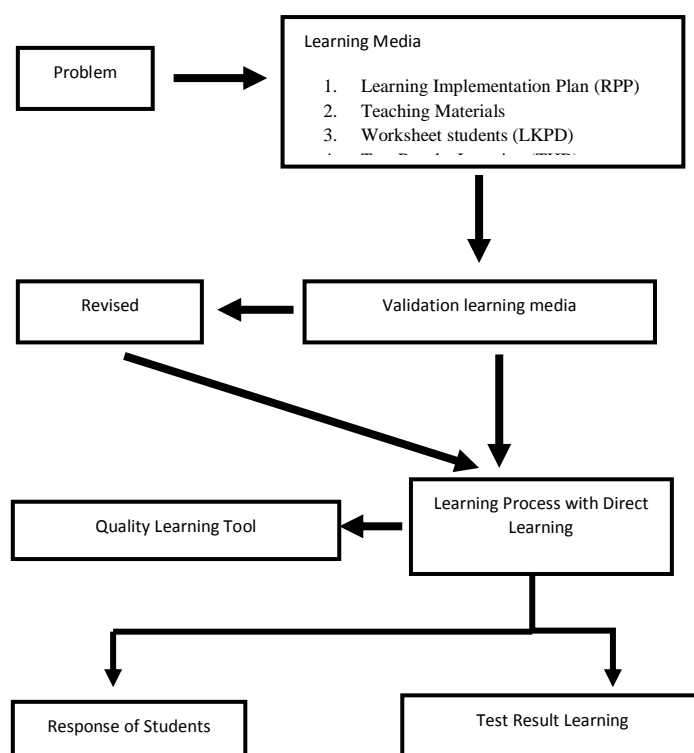 Problem
Learning Media
1. Learning Implementation Plan (RPP)
2. Teaching Materials
3. Worksheet students (LKPD)
Revised
Validation learning media
Learning Process with Direct
Learning
Quality Learning Tool
Response of Students
Test Result Learning